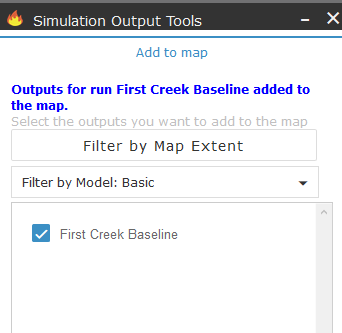 Simulation Output Tools
Add to map
Outputs for run First Creek Baseline added to
the map.
Select the outputs you want to add to the map
Filter by Map Extent
Filter by Model: Basic
First Creek Baseline